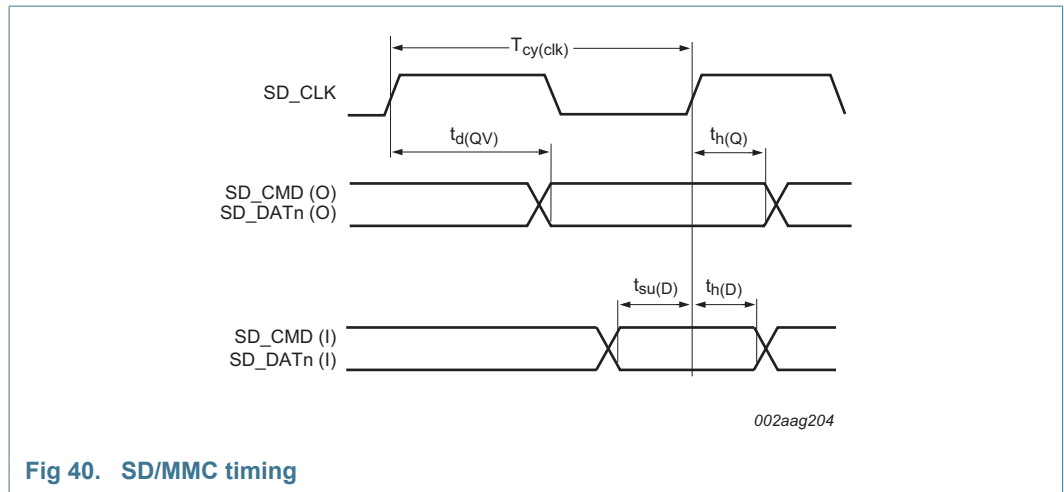 Tcy(clk)
SD_CLK
td(QV)
th(Q)
SD_CMD (O)
SD_DATn (O)
tsu(D)
th(D)
SD_CMD (I)
SD_DATn (I)
002aag204
Fig 40. SD/MMC timing